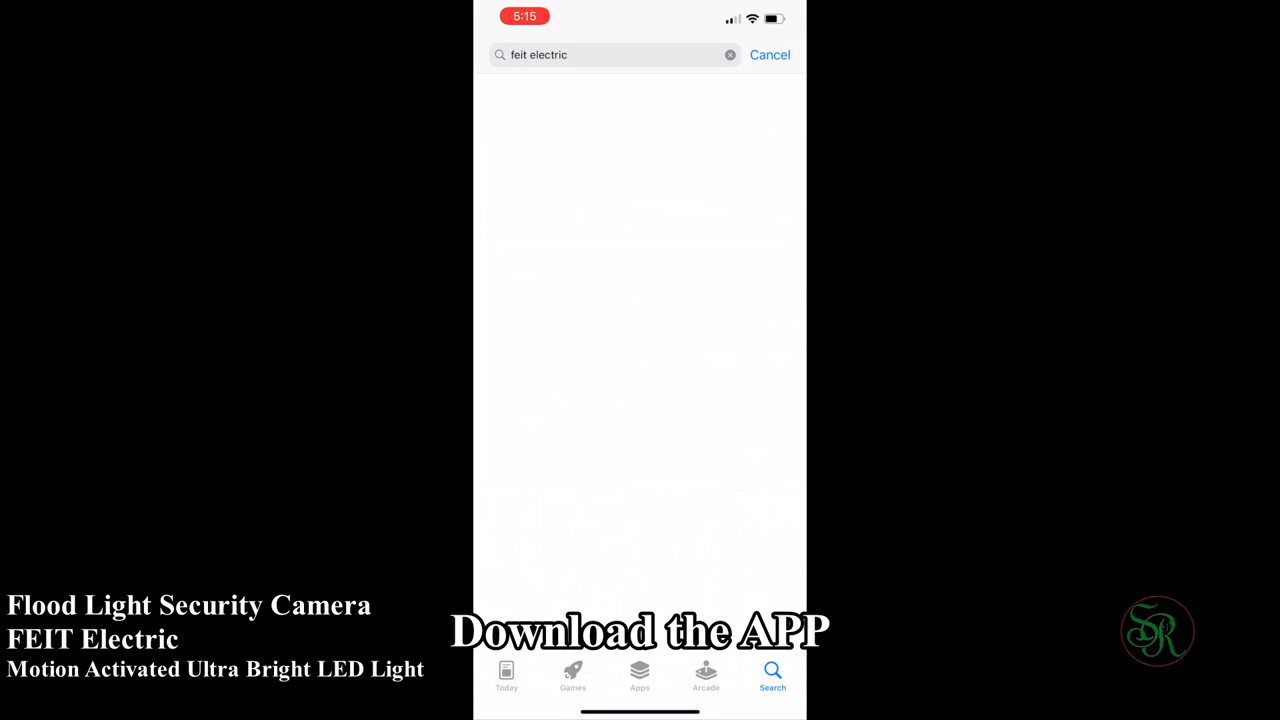 5:15
feit electric
Cancel
Download the APP
Flood Light Security Camera
FEIT Electric
Motion Activated Ultra Bright LED Light
SR
Today
Games
Apps
Arcade
Search